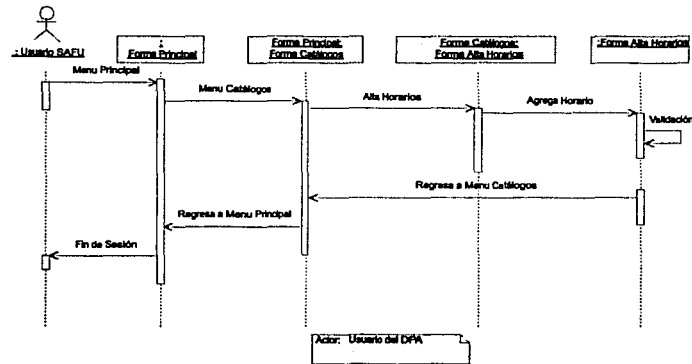 : Usuario SAFU
:
Forma Principal
Forma Principal:
Forma Catálogos
Forma Catálogos:
Forma Alta Horarios
:Forma Alta Horarios
Menu Principal
Menu Catálogos
Alta Horarios
Agrega Horario
Validación
Regresa a Menu Catálogos
Regresa a Menu Principal
Fin de Sesión
Actor: Usuario del DPA